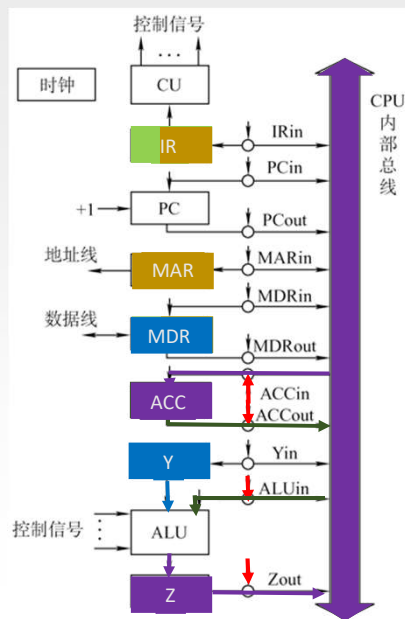 控制信号
···
时钟
CU
CPU
内
部
总
线
IR
IRin
PCin
+1
PC
PCout
地址线
MAR
MARin
MDRin
数据线
MDR
MDRout
ACC
ACCin
ACCout
Y
Yin
ALUin
控制信号
ALU
Z
Zout